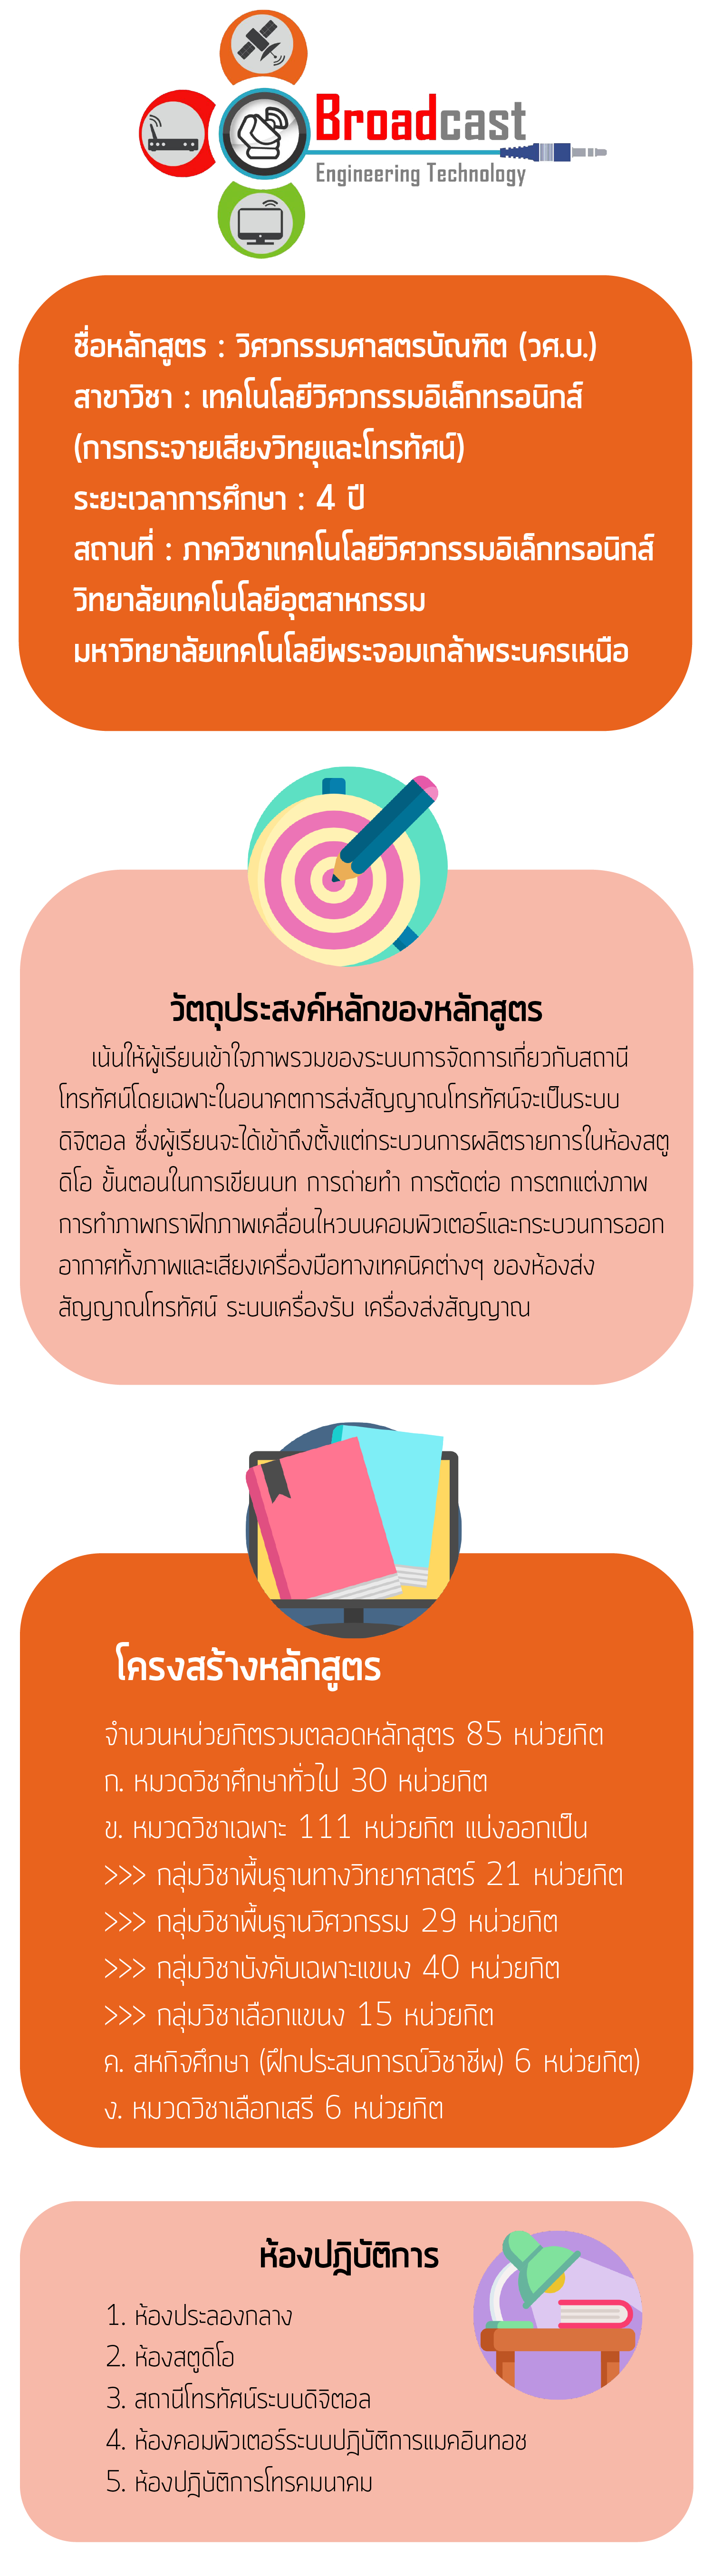 Broadcast
Engineering Technology
ชื่อหลักสูตร : วิศวกรรมศาสตรบัณฑิต (วศ.บ.)
สาขาวิชา : เทคโนโลยีวิศวกรรมอิเล็กทรอนิกส์
(การกระจายเสียงวิทยุและโทรทัศน์)
ระยะเวลาการศึกษา : 4 ปี
สถานที่ : ภาควิชาเทคโนโลยีวิศวกรรมอิเล็กทรอนิกส์
วิทยาลัยเทคโนโลยีอุตสาหกรรม
มหาวิทยาลัยเทคโนโลยีพระจอมเกล้าพระนครเหนือ
วัตถุประสงค์หลักของหลักสูตร
เน้นให้ผู้เรียนเข้าใจภาพรวมของระบบการจัดการเกี่ยวกับสถานี
โทรทัศน์โดยเฉพาะในอนาคตการส่งสัญญาณโทรทัศน์จะเป็นระบบ
ดิจิตอล ซึ่งผู้เรียนจะได้เข้าถึงตั้งแต่กระบวนการผลิตรายการในห้องสตู
ดิโอ ขั้นตอนในการเขียนบท การถ่ายทำ การตัดต่อ การตกแต่งภาพ
การทำภาพกราฟิกภาพเคลื่อนไหวบนคอมพิวเตอร์และกระบวนการออก
อากาศทั้งภาพและเสียงเครื่องมือทางเทคนิคต่างๆ ของห้องส่ง
สัญญาณโทรทัศน์ ระบบเครื่องรับ เครื่องส่งสัญญาณ
โครงสร้างหลักสูตร
จำนวนหน่วยกิตรวมตลอดหลักสูตร 85 หน่วยกิต
ก. หมวดวิชาศึกษาทั่วไป 30 หน่วยกิต
ข. หมวดวิชาเฉพาะ 111 หน่วยกิต แบ่งออกเป็น
>>> กลุ่มวิชาพื้นฐานทางวิทยาศาสตร์ 21 หน่วยกิต
>>> กลุ่มวิชาพื้นฐานวิศวกรรม 29 หน่วยกิต
>>> กลุ่มวิชาบังคับเฉพาะแขนง 40 หน่วยกิต
>>> กลุ่มวิชาเลือกแขนง 15 หน่วยกิต
ค. สหกิจศึกษา (ฝึกประสบการณ์วิชาชีพ) 6 หน่วยกิต)
ง. หมวดวิชาเลือกเสรี 6 หน่วยกิต
ห้องปฎิบัติการ
1. ห้องประลองกลาง
2. ห้องสตูดิโอ
3. สถานีโทรทัศน์ระบบดิจิตอล
4. ห้องคอมพิวเตอร์ระบบปฎิบัติการแมคอินทอช
5. ห้องปฎิบัติการโทรคมนาคม